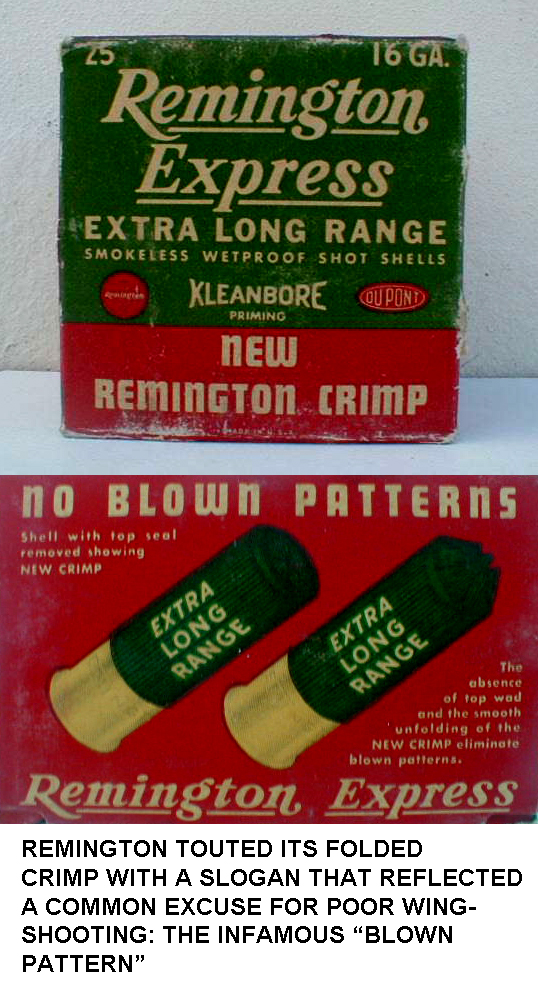 25 16 GA.
Remington
Express
EXTRA LONG RANGE
SMOKELESS WETPROOF SHOT SHELLS
Remington KLEANBORE DU PONT
PRIMING
NEW
REMINGTON CRIMP
MADE IN U.S.A.
NO BLOWN PATTERNS
Shell with top seal
removed showing
NEW CRIMP
EXTRA
LONG
RANGE
EXTRA
LONG
RANGE
The
absence
of top wad
and the smooth
unfolding of the
NEW CRIMP eliminate
blown patterns.
Remington Express
REMINGTON TOUTED ITS FOLDED
CRIMP WITH A SLOGAN THAT REFLECTED
A COMMON EXCUSE FOR POOR WING-
SHOOTING: THE INFAMOUS “BLOWN
PATTERN”